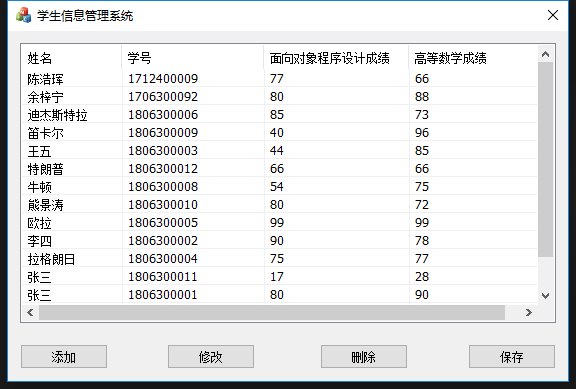 学生信息管理系统
姓名 学号 面向对象程序设计成绩 高等数学成绩
陈浩珲 1712400009 77 66
余梓宁 1706300092 80 88
迪杰斯特拉 1806300006 85 73
笛卡尔 1806300009 40 96
王五 1806300003 44 85
特朗普 1806300012 66 66
牛顿 1806300008 54 75
熊景涛 1806300010 80 72
欧拉 1806300005 99 99
李四 1806300002 90 78
拉格朗日 1806300004 75 77
张三 1806300011 17 28
张三 1806300001 80 90
添加 修改 删除 保存